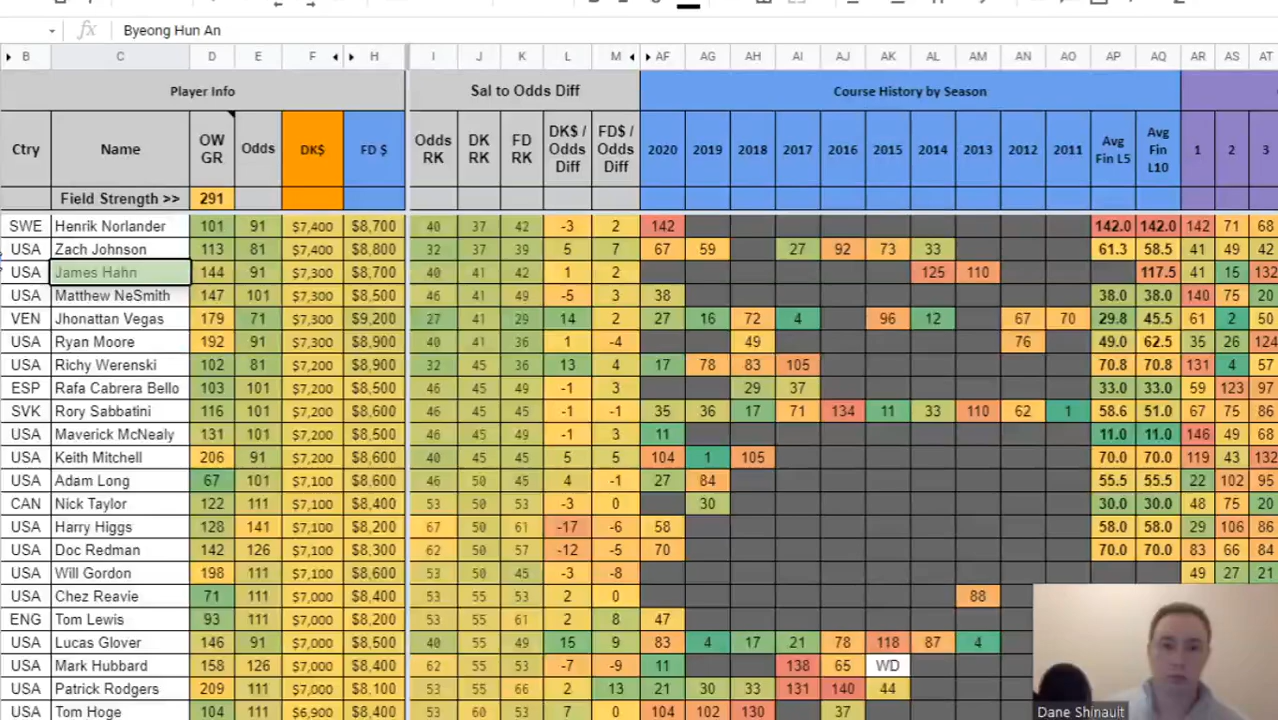 fx Byeong Hun An
B C D E F H I J K L M AF AG AH AI AJ AK AL AM AN AO AP AQ AR AS AT
Player Info Sal to Odds Diff Course History by Season
Ctry Name OW GR Odds DK$ FD $ Odds RK DK RK FD RK DK$ / Odds Diff FD$ / Odds Diff 2020 2019 2018 2017 2016 2015 2014 2013 2012 2011 Avg Fin L5 Avg Fin L10 1 2 3
Field Strength >> 291
SWE Henrik Norlander 101 91 $7,400 $8,700 40 37 42 -3 2 142 142.0 142.0 142 71 68
USA Zach Johnson 113 81 $7,400 $8,800 32 37 39 5 7 67 59 27 92 73 33 61.3 58.5 41 49 42
USA James Hahn 144 91 $7,300 $8,700 40 41 42 1 2 125 110 117.5 41 15 132
USA Matthew NeSmith 147 101 $7,300 $8,500 46 41 49 -5 3 38 38.0 38.0 140 75 20
VEN Jhonattan Vegas 179 71 $7,300 $9,200 27 41 29 14 2 27 16 72 4 96 12 67 70 29.8 45.5 61 2 50
USA Ryan Moore 192 91 $7,300 $8,900 40 41 36 1 -4 49 76 49.0 62.5 35 26 124
USA Richy Werenski 102 81 $7,200 $8,900 32 45 36 13 4 17 78 83 105 70.8 70.8 131 4 57
ESP Rafa Cabrera Bello 103 101 $7,200 $8,500 46 45 49 -1 3 29 37 33.0 33.0 59 123 97
SVK Rory Sabbatini 116 101 $7,200 $8,600 46 45 45 -1 -1 35 36 17 71 134 11 33 110 62 1 58.6 51.0 67 75 86
USA Maverick McNealy 131 101 $7,200 $8,500 46 45 49 -1 3 11 11.0 11.0 146 49 68
USA Keith Mitchell 206 91 $7,200 $8,600 40 45 45 5 5 104 1 105 70.0 70.0 119 43 132
USA Adam Long 67 101 $7,100 $8,600 46 50 45 4 -1 27 84 55.5 55.5 22 102 95
CAN Nick Taylor 122 111 $7,100 $8,400 53 50 53 -3 0 30 30.0 30.0 48 75 20
USA Harry Higgs 128 141 $7,100 $8,200 67 50 61 -17 -6 58 58.0 58.0 29 106 86
USA Doc Redman 142 126 $7,100 $8,300 62 50 57 -12 -5 70 70.0 70.0 83 66 84
USA Will Gordon 198 111 $7,100 $8,600 53 50 45 -3 -8 49 27 21
USA Chez Reavie 71 111 $7,000 $8,400 53 55 53 2 0 88
ENG Tom Lewis 93 111 $7,000 $8,200 53 55 61 2 8 47
USA Lucas Glover 146 91 $7,000 $8,500 40 55 49 15 9 83 4 17 21 78 118 87 4
USA Mark Hubbard 158 126 $7,000 $8,400 62 55 53 -7 -9 11 138 65 WD
USA Patrick Rodgers 209 111 $7,000 $8,100 53 55 66 2 13 21 30 33 131 140 44
USA Tom Hoge 104 111 $6,900 $8,400 53 60 53 7 0 104 102 130 37
Dane Shinault